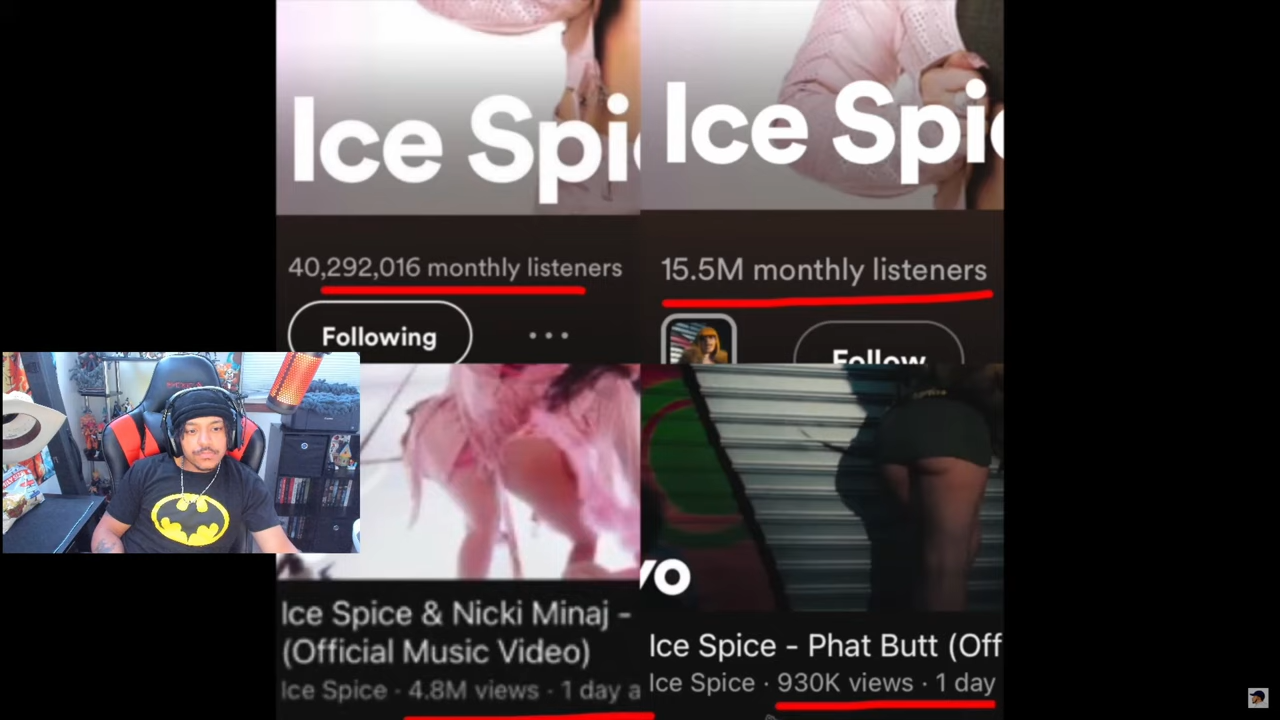 Ice Spi
40,292,016 monthly listeners
Following
Ice Spi
15.5M monthly listeners
Follow
Ice Spice & Nicki Minaj -
(Official Music Video)
Ice Spice · 4.8M views · 1 day a
vo
Ice Spice - Phat Butt (Off
Ice Spice · 930K views · 1 day